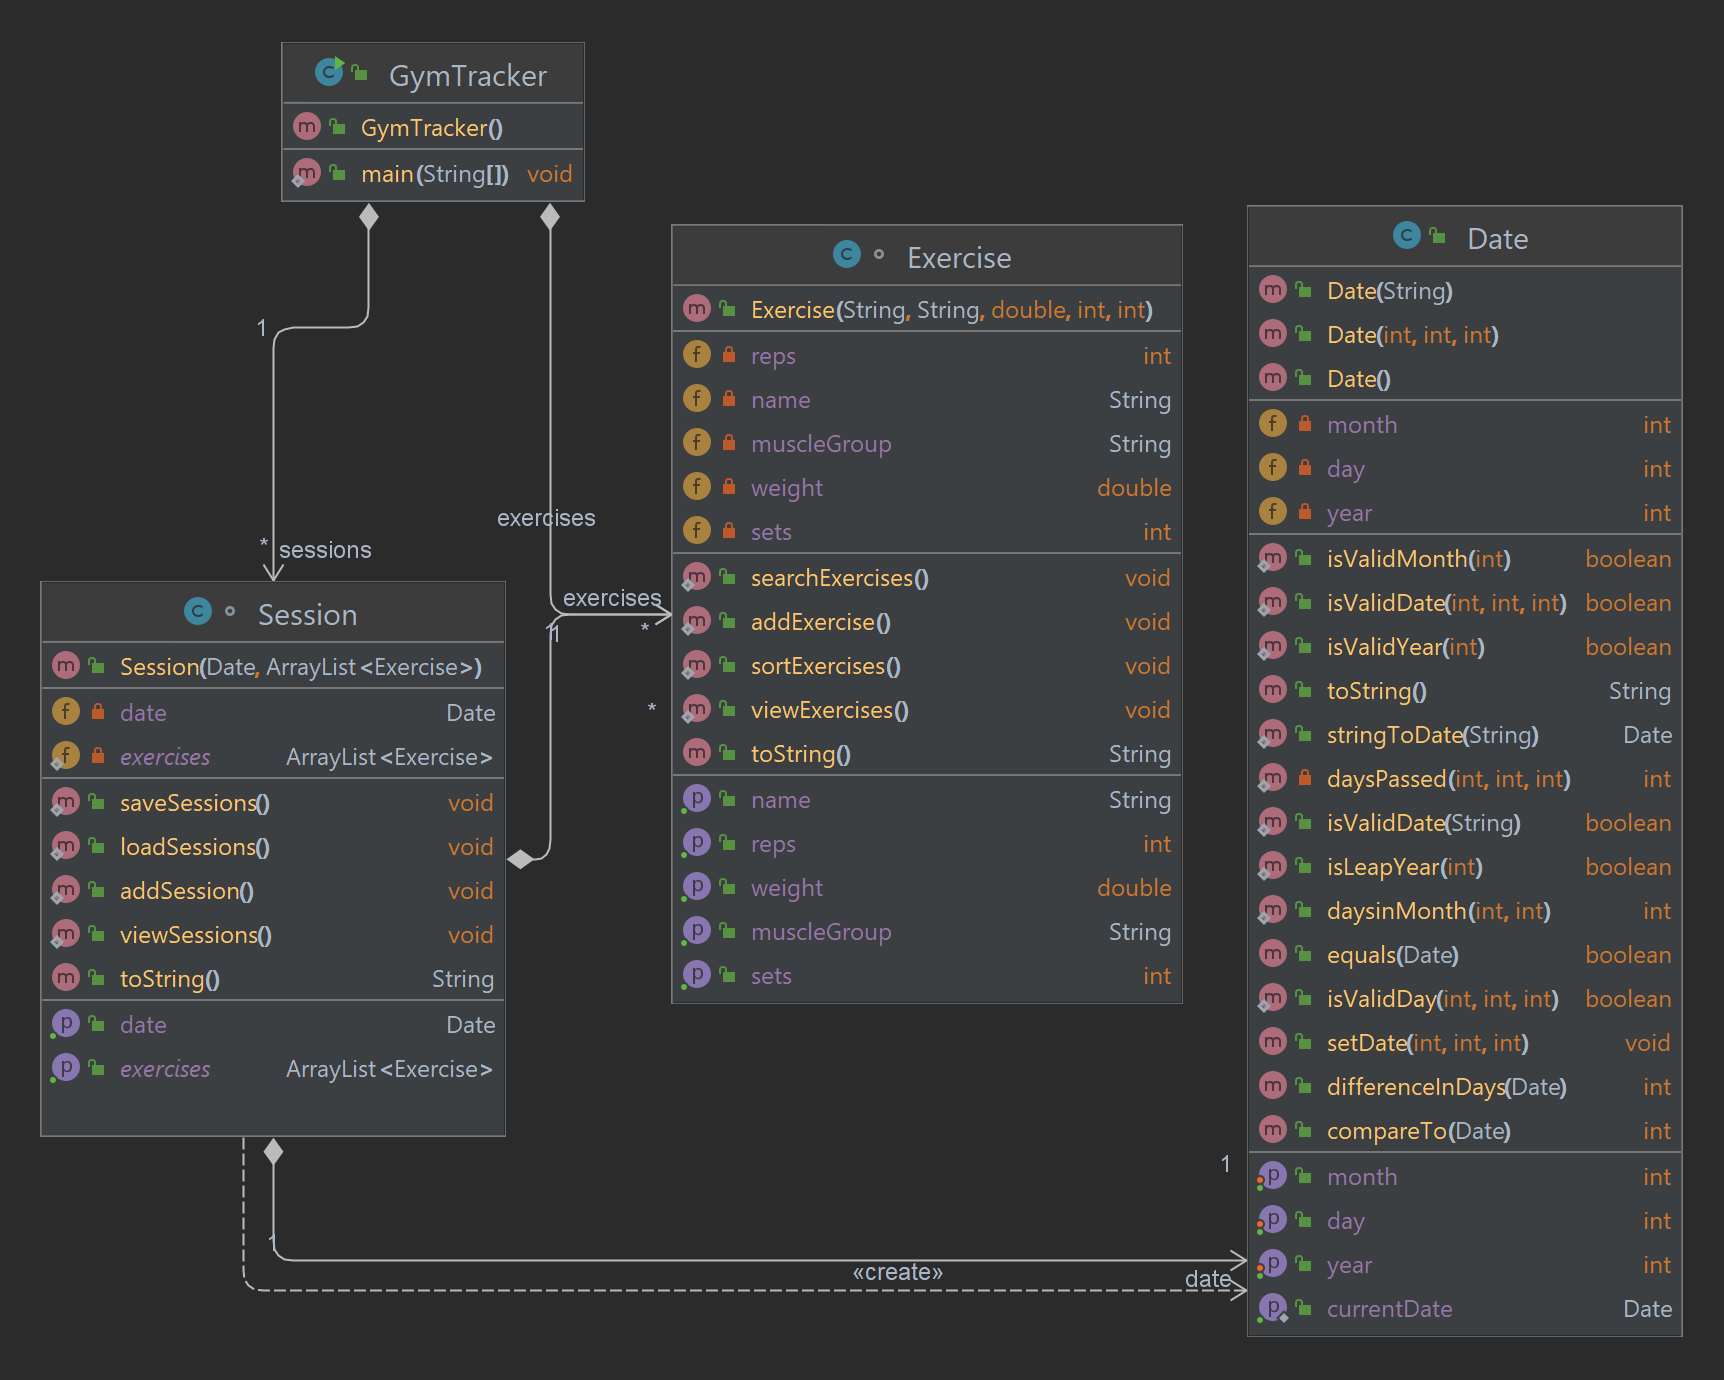 GymTracker
GymTracker()
main(String[]) void
1
exercises
* sessions
exercises
1
*
*
Session
Session(Date, ArrayList<Exercise>)
date Date
exercises ArrayList<Exercise>
saveSessions() void
loadSessions() void
addSession() void
viewSessions() void
toString() String
date Date
exercises ArrayList<Exercise>
Exercise
Exercise(String, String, double, int, int)
reps int
name String
muscleGroup String
weight double
sets int
searchExercises() void
addExercise() void
sortExercises() void
viewExercises() void
toString() String
name String
reps int
weight double
muscleGroup String
sets int
Date
Date(String)
Date(int, int, int)
Date()
month int
day int
year int
isValidMonth(int) boolean
isValidDate(int, int, int) boolean
isValidYear(int) boolean
toString() String
stringToDate(String) Date
daysPassed(int, int, int) int
isValidDate(String) boolean
isLeapYear(int) boolean
daysinMonth(int, int) int
equals(Date) boolean
isValidDay(int, int, int) boolean
setDate(int, int, int) void
differenceInDays(Date) int
compareTo(Date) int
month int
day int
year int
currentDate Date
1
1
«create»
date